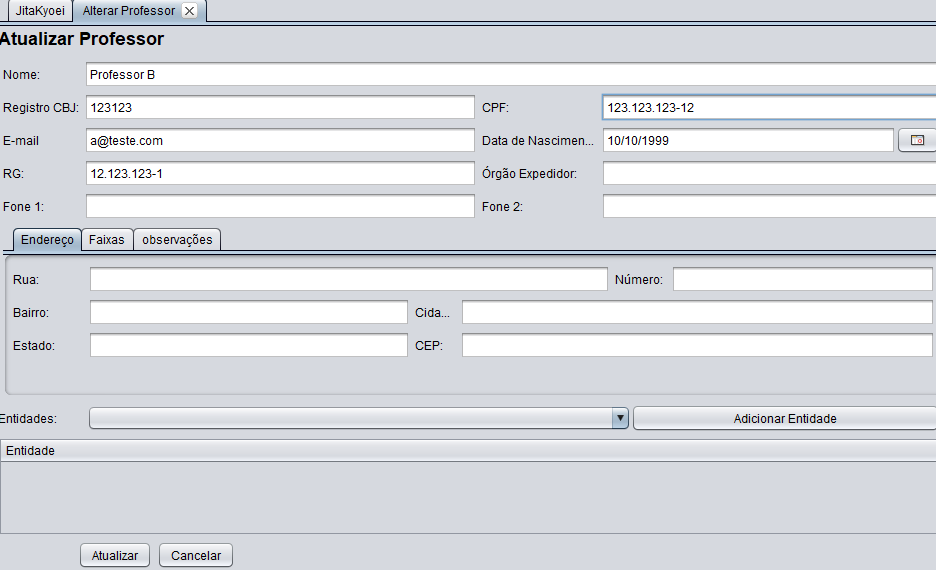 JitaKyoei Alterar Professor
Atualizar Professor
Nome: Professor B
Registro CBJ: 123123 CPF: 123.123.123-12
E-mail a@teste.com Data de Nascimen... 10/10/1999
RG: 12.123.123-1 Órgão Expedidor:
Fone 1: Fone 2:
Endereço Faixas observações
Rua: Número:
Bairro: Cida...
Estado: CEP:
Entidades: Adicionar Entidade
Entidade
Atualizar Cancelar